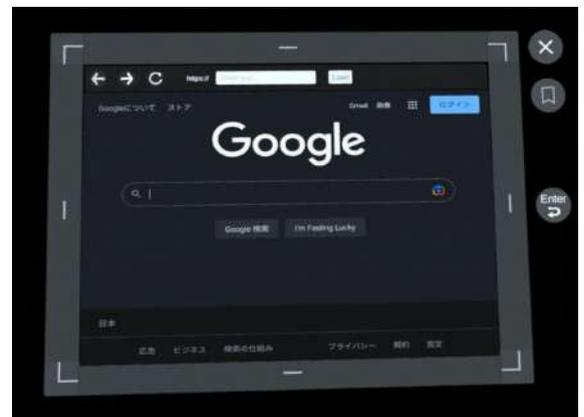 https://
Load
Googleについて ストア
Gmail 画像
ログイン
Google
Google 検索
I'm Feeling Lucky
Enter
日本
広告 ビジネス 検索の仕組み
プライバシー 規約 設定